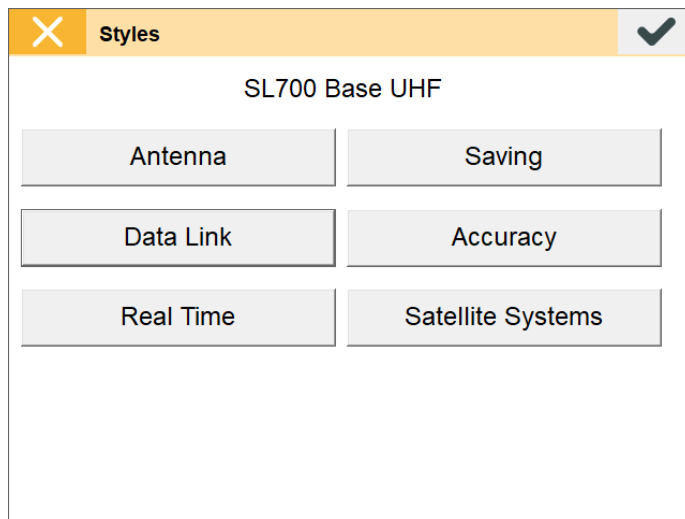 Styles
SL700 Base UHF
Antenna
Saving
Data Link
Accuracy
Real Time
Satellite Systems